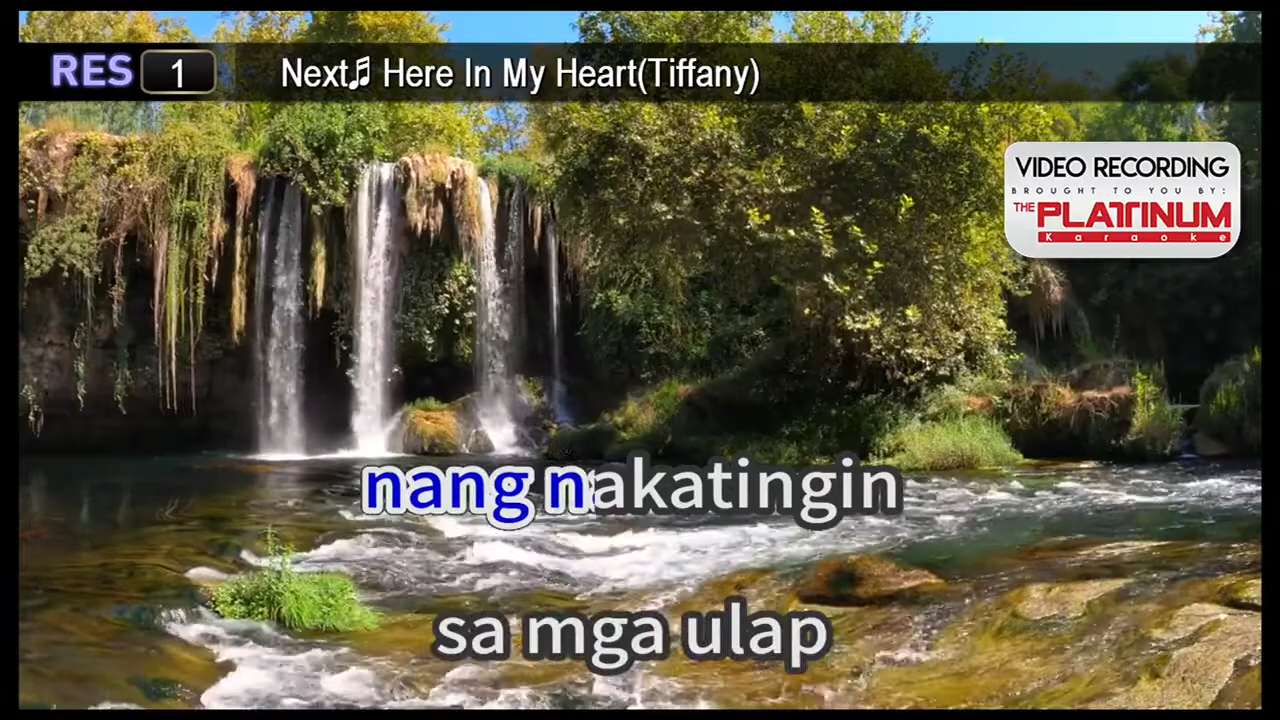 RES 1 Next♫ Here In My Heart(Tiffany)
VIDEO RECORDING
BROUGHT TO YOU BY:
THE PLATINUM
Karaoke
nang nakatingin
sa mga ulap